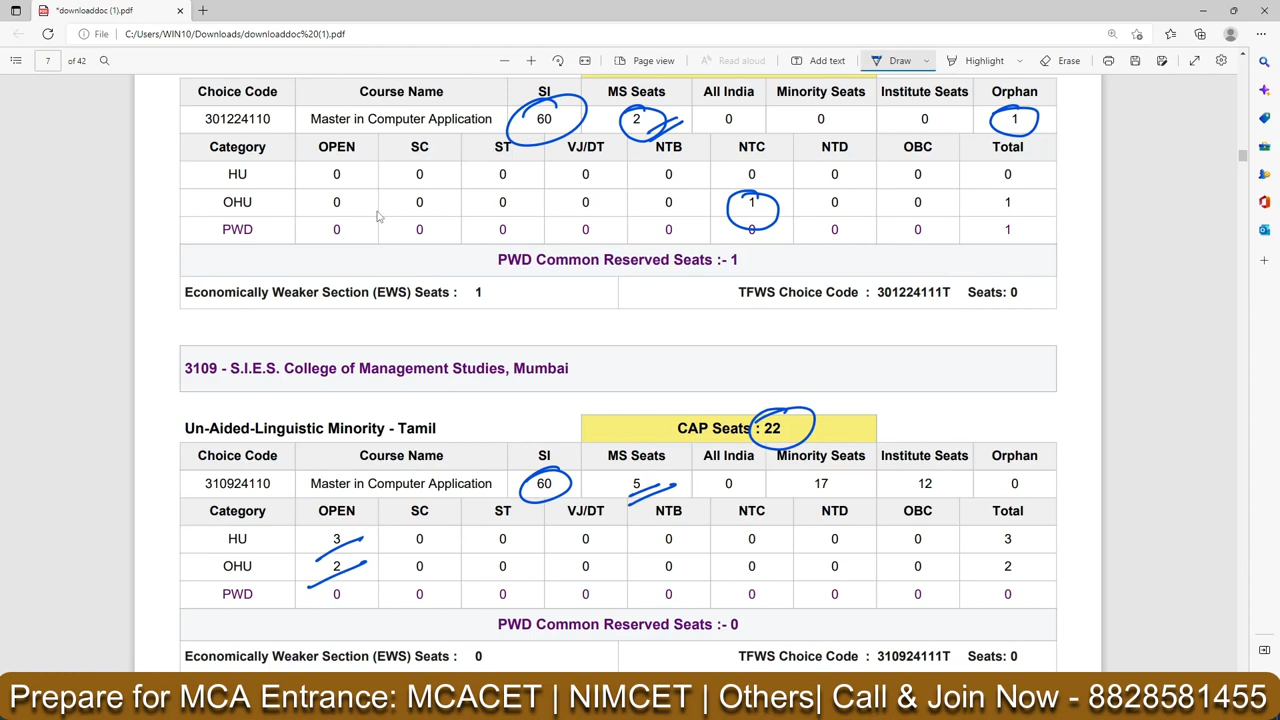 *downloaddoc (1).pdf
File
C:/Users/WIN10/Downloads/downloaddoc%20(1).pdf
7 of 42 Page view Read aloud Add text Draw Highlight Erase
Choice Code Course Name SI MS Seats All India Minority Seats Institute Seats Orphan
301224110 Master in Computer Application 60 2 0 0 0 1
Category OPEN SC ST VJ/DT NTB NTC NTD OBC Total
HU 0 0 0 0 0 0 0 0 0
OHU 0 0 0 0 0 1 0 0 1
PWD 0 0 0 0 0 0 0 0 1
PWD Common Reserved Seats :- 1
Economically Weaker Section (EWS) Seats : 1 TFWS Choice Code : 301224111T Seats: 0
3109 - S.I.E.S. College of Management Studies, Mumbai
Un-Aided-Linguistic Minority - Tamil CAP Seats : 22
Choice Code Course Name SI MS Seats All India Minority Seats Institute Seats Orphan
310924110 Master in Computer Application 60 5 0 17 12 0
Category OPEN SC ST VJ/DT NTB NTC NTD OBC Total
HU 3 0 0 0 0 0 0 0 3
OHU 2 0 0 0 0 0 0 0 2
PWD 0 0 0 0 0 0 0 0 0
PWD Common Reserved Seats :- 0
Economically Weaker Section (EWS) Seats : 0 TFWS Choice Code : 310924111T Seats: 0
Prepare for MCA Entrance: MCACET | NIMCET | Others| Call & Join Now - 8828581455